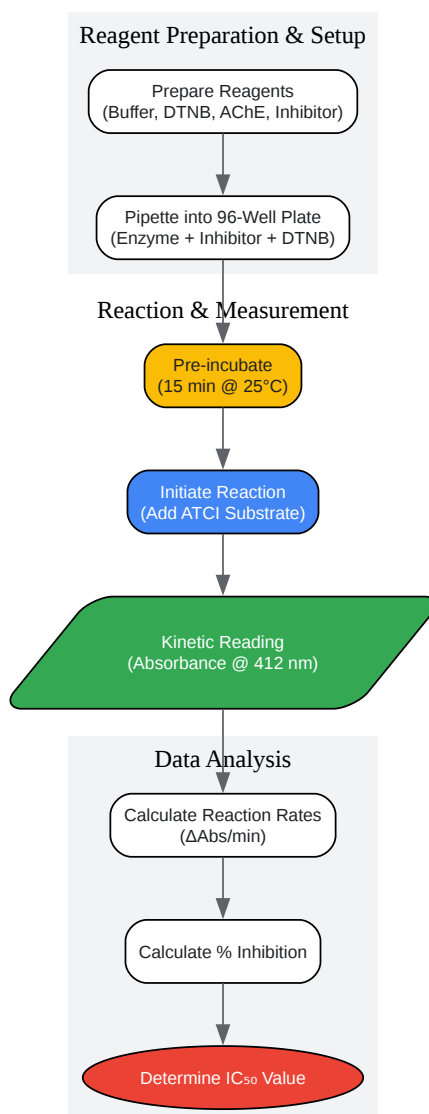 Reagent Preparation & Setup
Prepare Reagents
(Buffer, DTNB, AChE, Inhibitor)
Pipette into 96-Well Plate
(Enzyme + Inhibitor + DTNB)
Reaction & Measurement
Pre-incubate
(15 min @ 25°C)
Initiate Reaction
(Add ATCI Substrate)
Kinetic Reading
(Absorbance @ 412 nm)
Data Analysis
Calculate Reaction Rates
(ΔAbs/min)
Calculate % Inhibition
Determine IC₅₀ Value